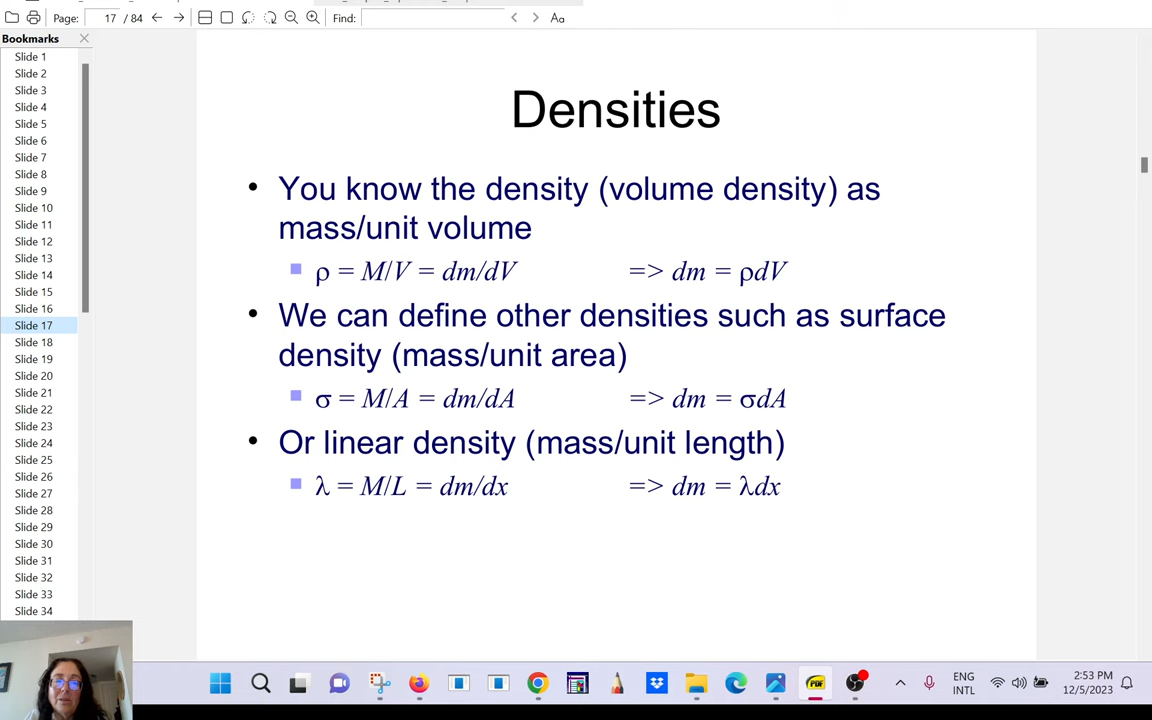 Page: 17 / 84 Find: Aa
Bookmarks
Slide 1
Slide 2
Slide 3
Slide 4
Slide 5
Slide 6
Slide 7
Slide 8
Slide 9
Slide 10
Slide 11
Slide 12
Slide 13
Slide 14
Slide 15
Slide 16
Slide 17
Slide 18
Slide 19
Slide 20
Slide 21
Slide 22
Slide 23
Slide 24
Slide 25
Slide 26
Slide 27
Slide 28
Slide 29
Slide 30
Slide 31
Slide 32
Slide 33
Slide 34
Densities
• You know the density (volume density) as
mass/unit volume
ρ = M/V = dm/dV => dm = ρdV
• We can define other densities such as surface
density (mass/unit area)
σ = M/A = dm/dA => dm = σdA
• Or linear density (mass/unit length)
λ = M/L = dm/dx => dm = λdx
PDF
ENG
INTL
2:53 PM
12/5/2023